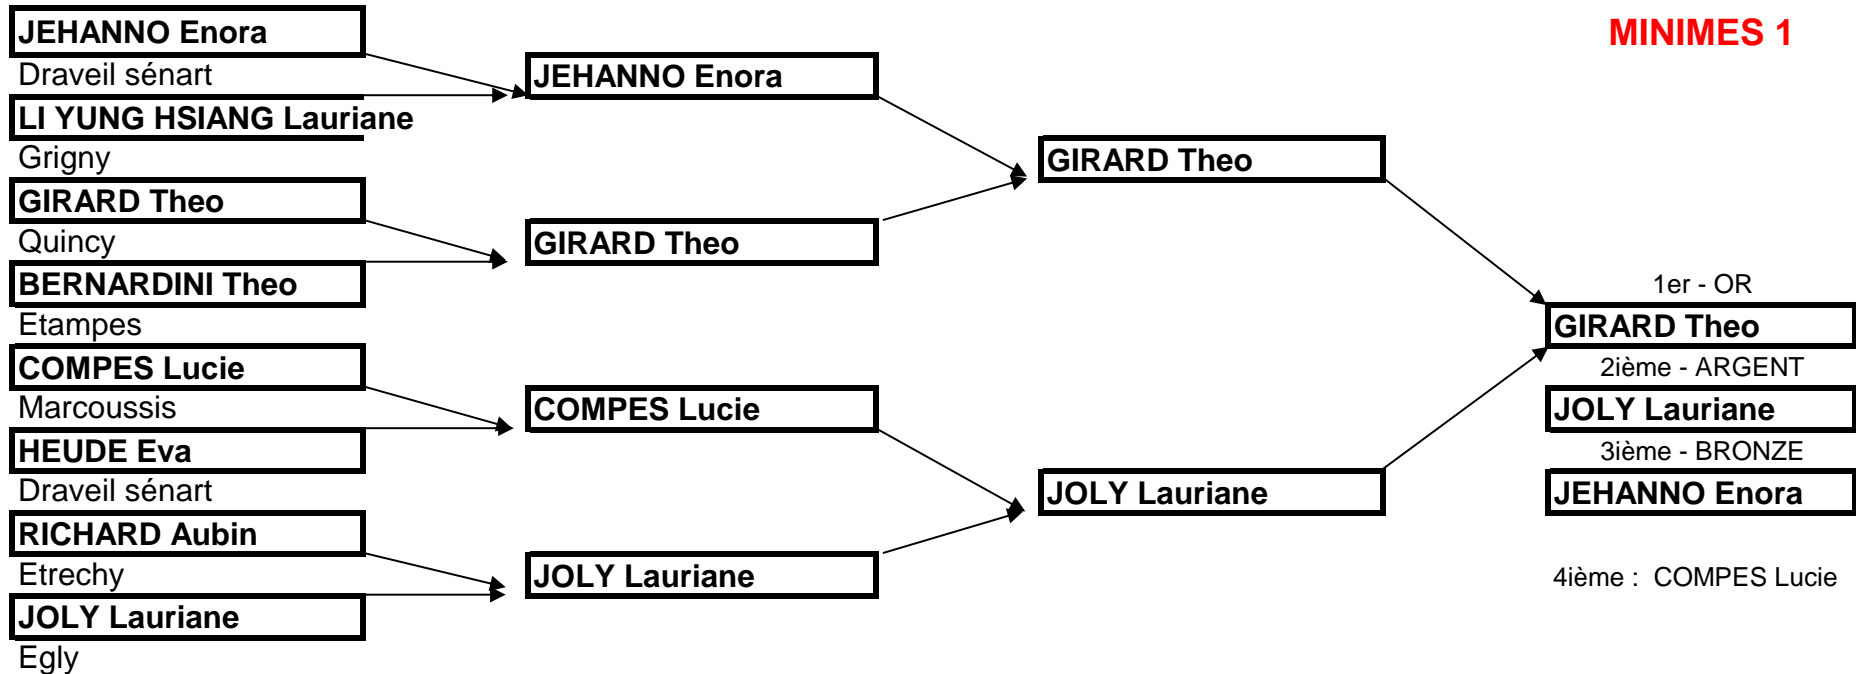 MINIMES 1
JEHANNO Enora
Draveil sénart
LI YUNG HSIANG Lauriane
Grigny
GIRARD Theo
Quincy
BERNARDINI Theo
Etampes
COMPES Lucie
Marcoussis
HEUDE Eva
Draveil sénart
RICHARD Aubin
Etrechy
JOLY Lauriane
Egly
JEHANNO Enora
GIRARD Theo
COMPES Lucie
JOLY Lauriane
GIRARD Theo
JOLY Lauriane
1er - OR
GIRARD Theo
2ième - ARGENT
JOLY Lauriane
3ième - BRONZE
JEHANNO Enora
4ième : COMPES Lucie